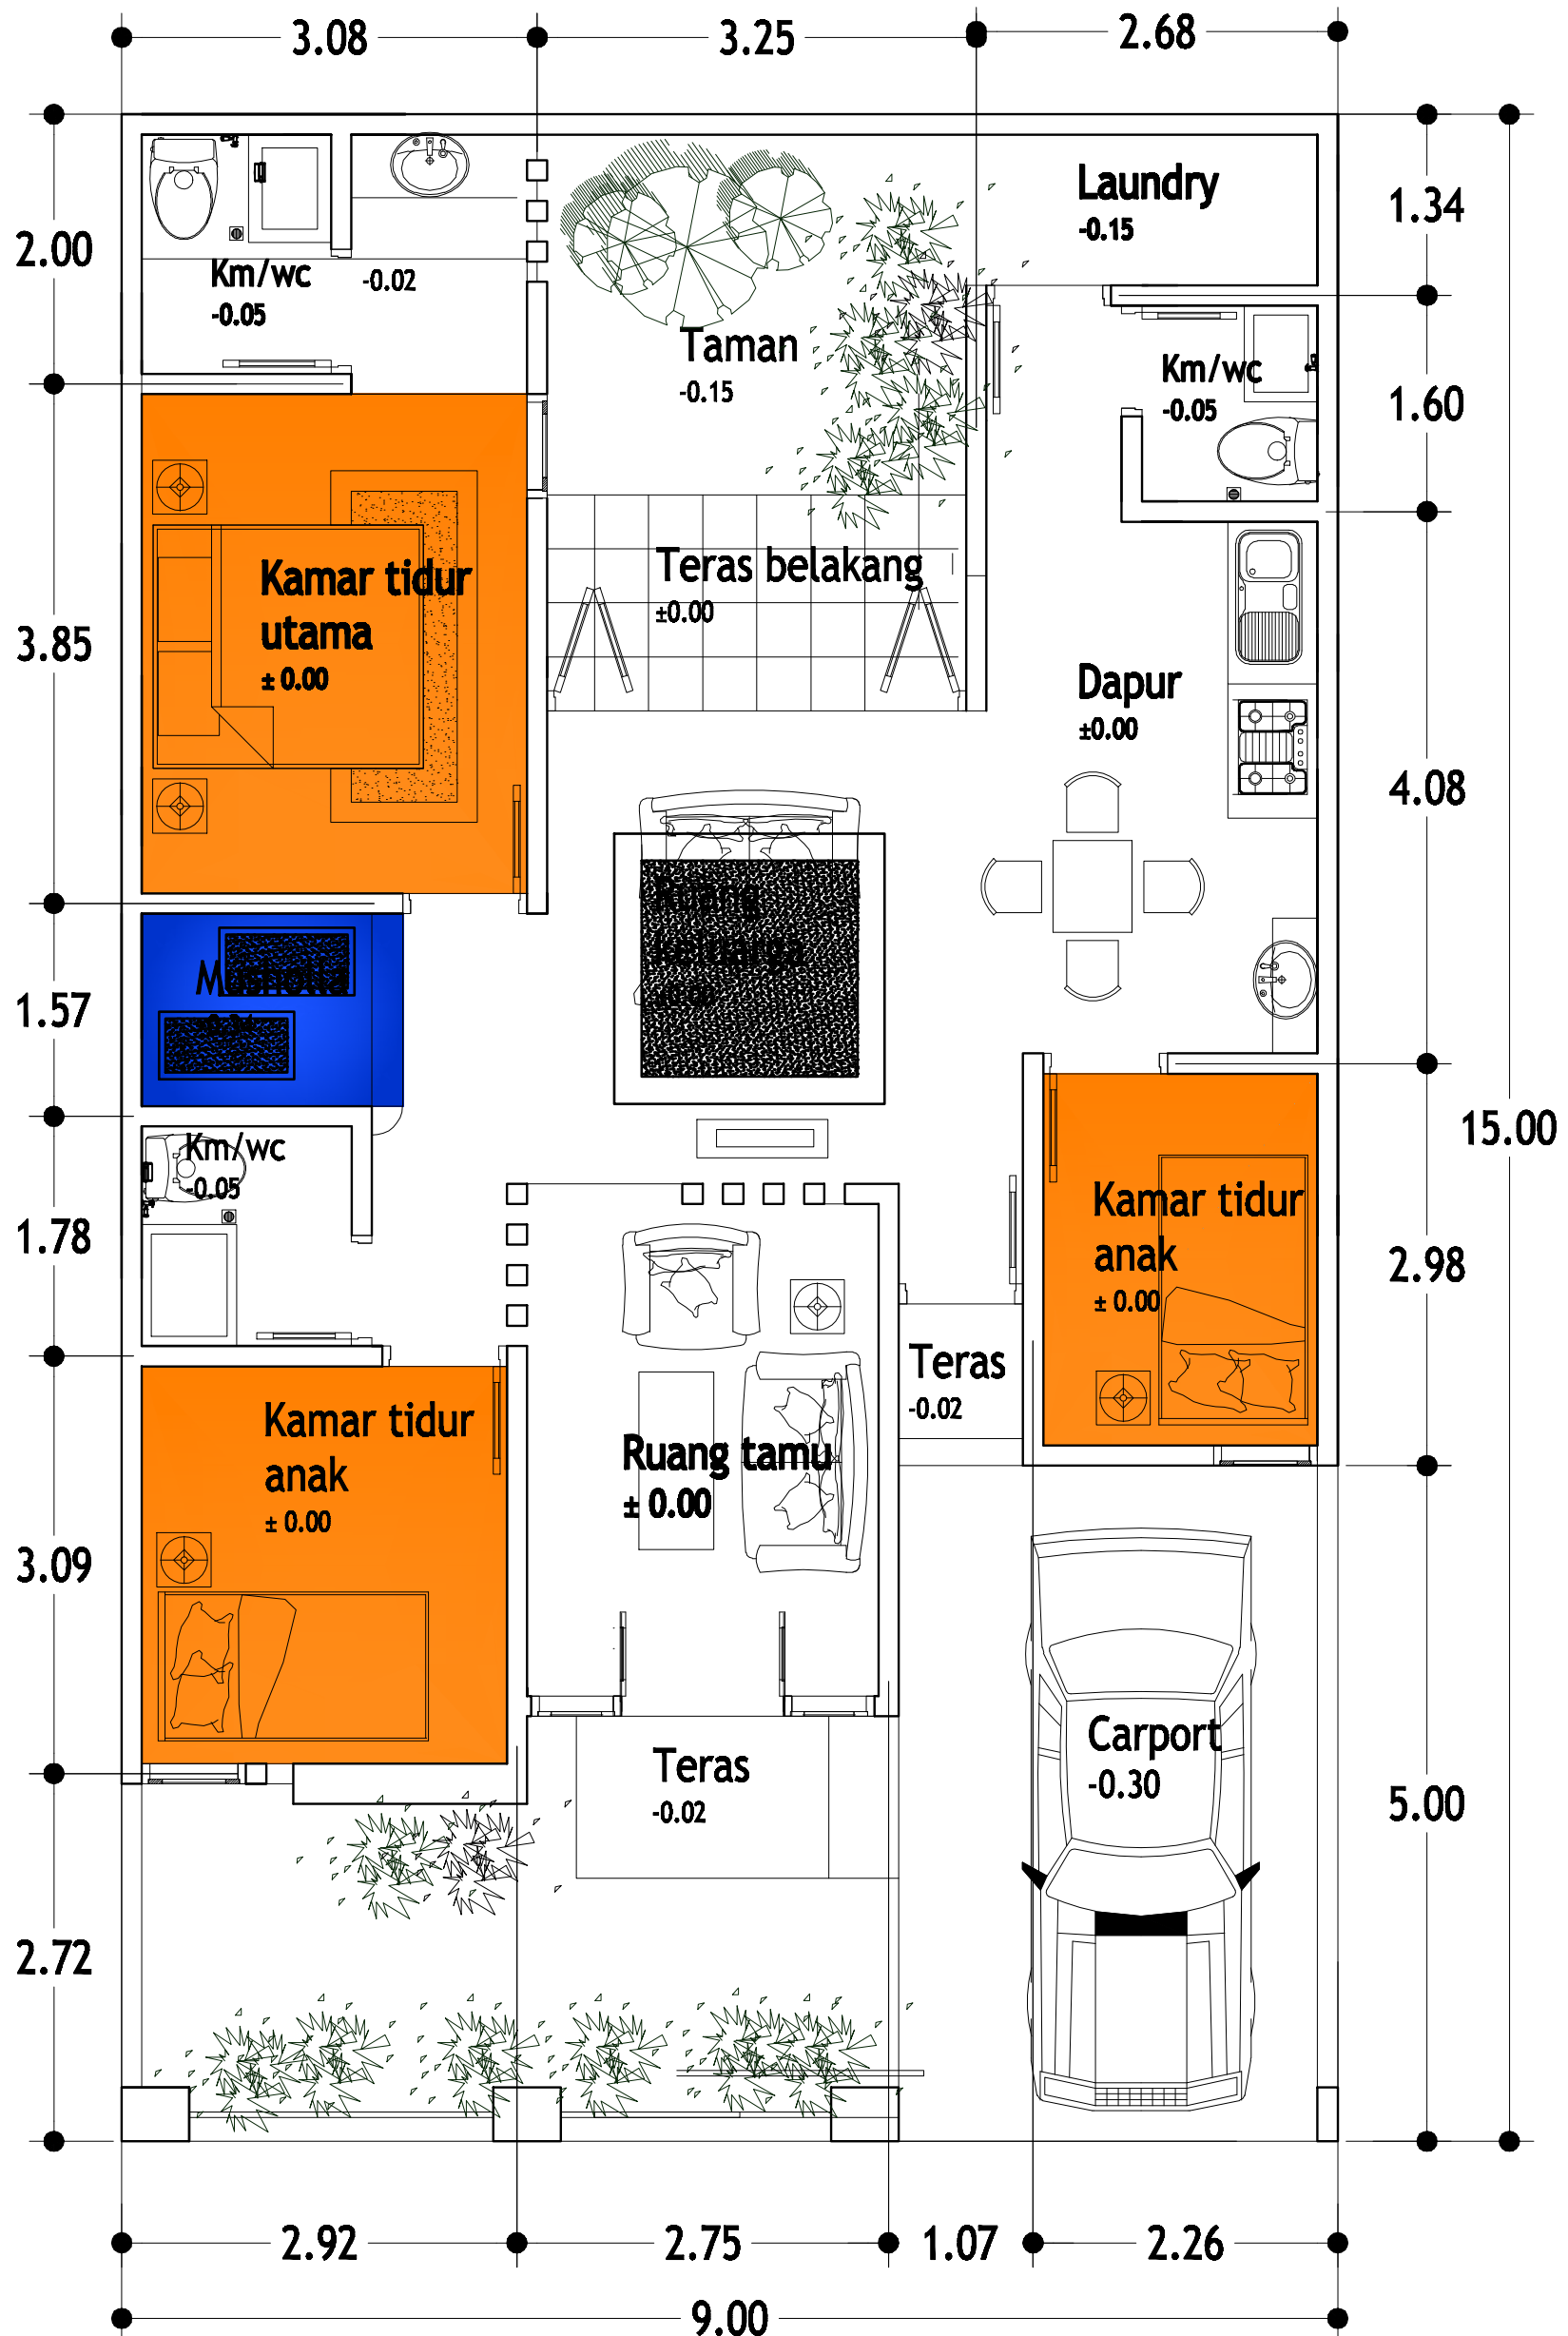 3.08
3.25
2.68
2.00
3.85
1.57
1.78
3.09
2.72
1.34
1.60
4.08
2.98
5.00
15.00
Km/wc
-0.05
-0.02
Taman
-0.15
Laundry
-0.15
Km/wc
-0.05
Kamar tidur
utama
± 0.00
Teras belakang
±0.00
Dapur
±0.00
Musholla
Ruang
keluarga
Km/wc
-0.05
Kamar tidur
anak
± 0.00
Teras
-0.02
Kamar tidur
anak
± 0.00
Ruang tamu
± 0.00
Teras
-0.02
Carport
-0.30
2.92
2.75
1.07
2.26
9.00